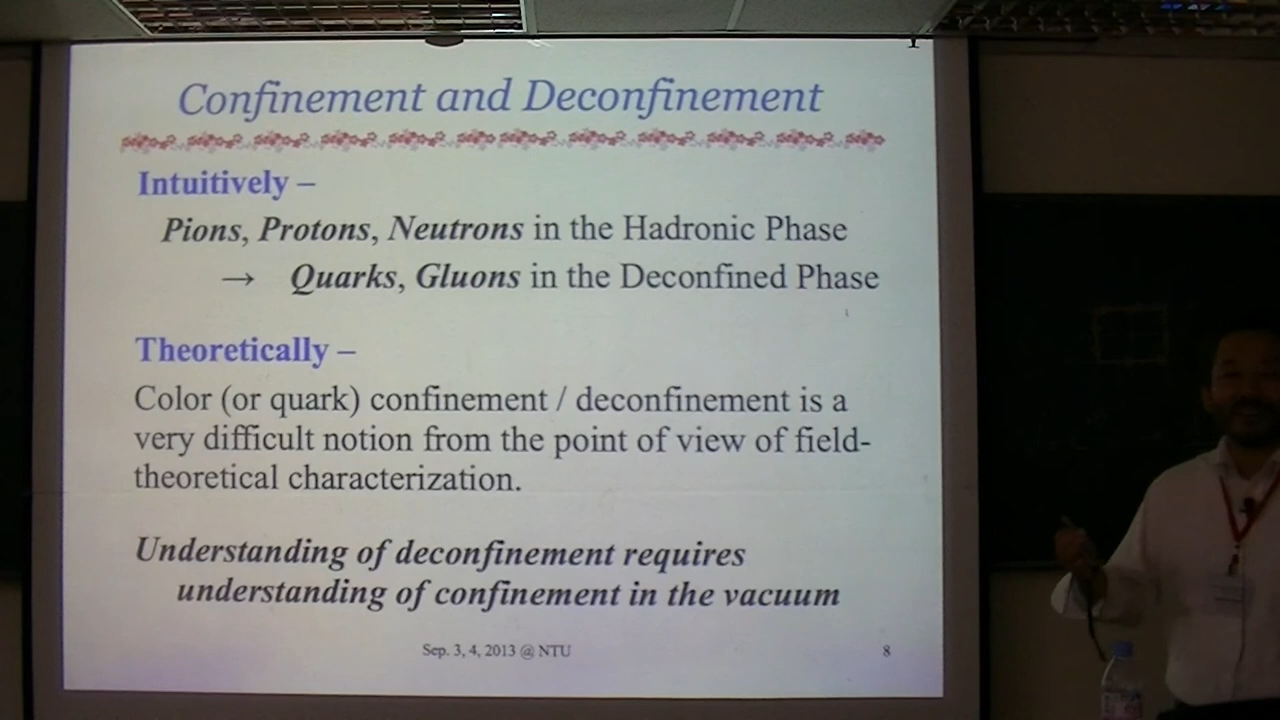 Confinement and Deconfinement
Intuitively –
Pions, Protons, Neutrons in the Hadronic Phase
→ Quarks, Gluons in the Deconfined Phase
Theoretically –
Color (or quark) confinement / deconfinement is a
very difficult notion from the point of view of field-
theoretical characterization.
Understanding of deconfinement requires
understanding of confinement in the vacuum
Sep. 3, 4, 2013 @ NTU
8